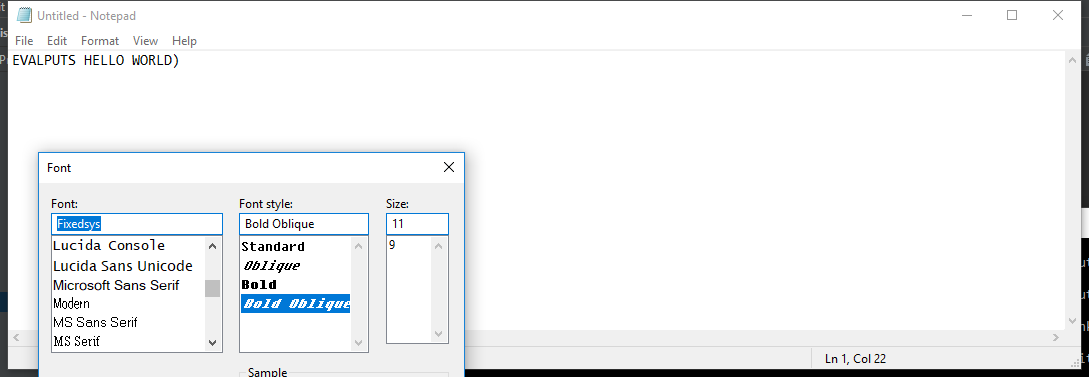 Untitled - Notepad
File Edit Format View Help
EVALPUTS HELLO WORLD)
Font
Font: Font style: Size:
Fixedsys Bold Oblique 11
Lucida Console Standard 9
Lucida Sans Unicode Oblique
Microsoft Sans Serif Bold
Modern Bold Oblique
MS Sans Serif
MS Serif
Ln 1, Col 22
Sample